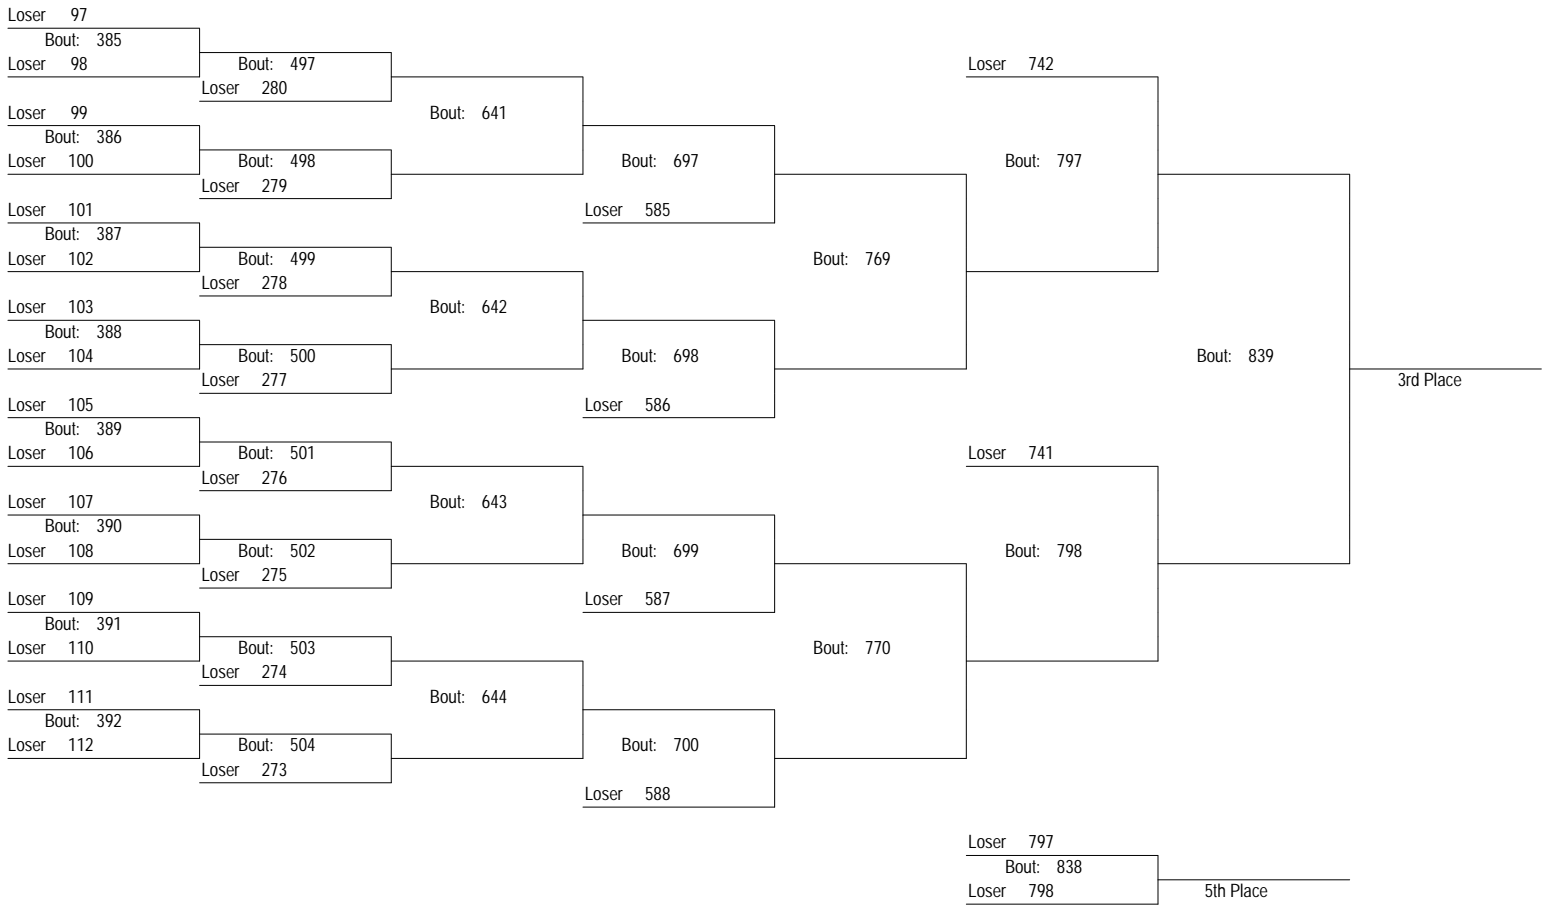 Loser 97
Bout: 385
Loser 98
Bout: 497
Loser 742
Loser 280
Loser 99
Bout: 641
Bout: 386
Loser 100
Bout: 498
Bout: 697
Bout: 797
Loser 279
Loser 101
Loser 585
Bout: 387
Loser 102
Bout: 499
Bout: 769
Loser 278
Loser 103
Bout: 642
Bout: 388
Loser 104
Bout: 500
Bout: 698
Bout: 839
Loser 277
3rd Place
Loser 105
Loser 586
Bout: 389
Loser 106
Bout: 501
Loser 741
Loser 276
Loser 107
Bout: 643
Bout: 390
Loser 108
Bout: 502
Bout: 699
Bout: 798
Loser 275
Loser 109
Loser 587
Bout: 391
Loser 110
Bout: 503
Bout: 770
Loser 274
Loser 111
Bout: 644
Bout: 392
Loser 112
Bout: 504
Bout: 700
Loser 273
Loser 588
Loser 797
Bout: 838
Loser 798
5th Place